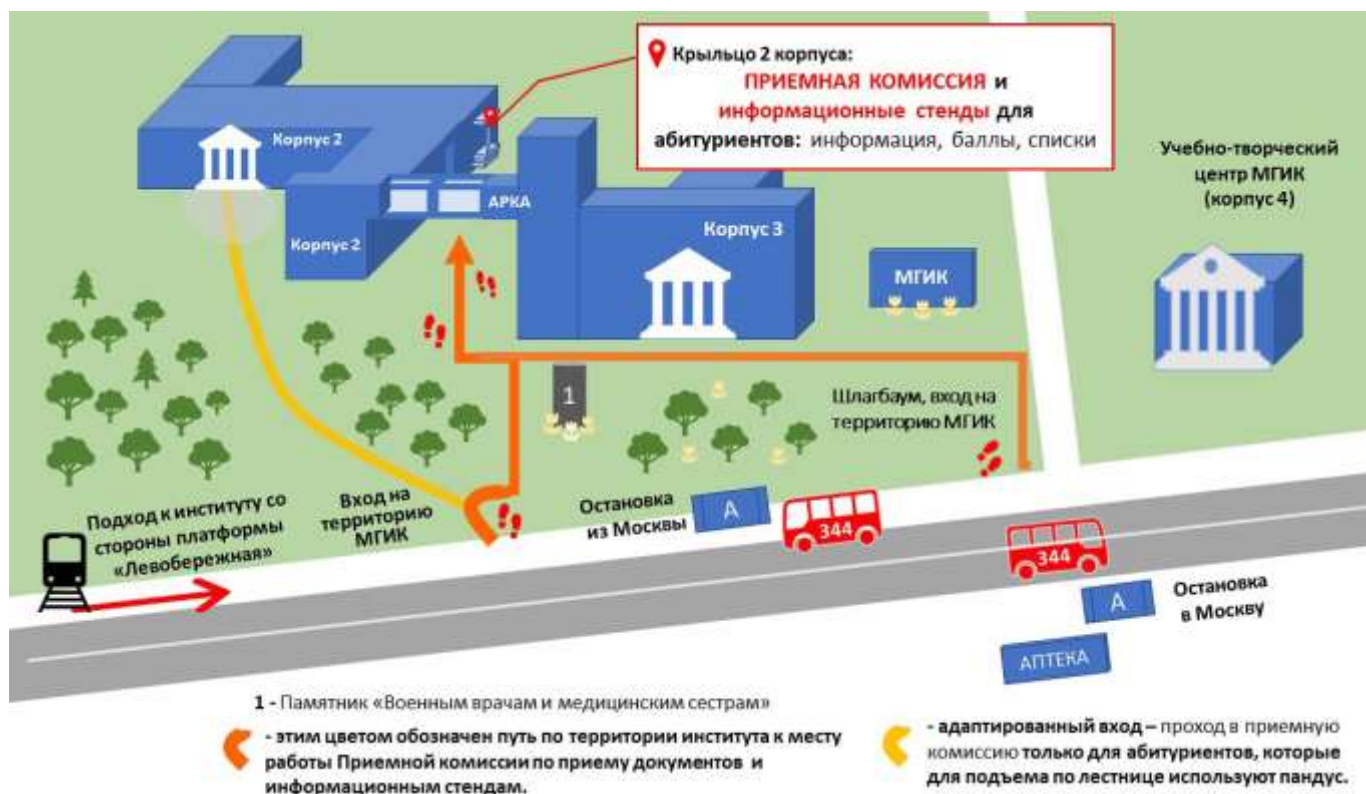 Крыльцо 2 корпуса:
ПРИЕМНАЯ КОМИССИЯ и
информационные стенды для
абитуриентов: информация, баллы, списки
Корпус 2
Учебно-творческий
центр МГИК
(корпус 4)
АРКА
Корпус 2
Корпус 3
МГИК
1
Шлагбаум, вход на
территорию МГИК
Подход к институту со
стороны платформы
«Левобережная»
Вход на
территорию
МГИК
Остановка
из Москвы
А
344
344
А
Остановка
в Москву
АПТЕКА
1 - Памятник «Военным врачам и медицинским сестрам»
- этим цветом обозначен путь по территории института к месту
работы Приемной комиссии по приему документов и
информационным стендам.
- адаптированный вход – проход в приемную
комиссию только для абитуриентов, которые
для подъема по лестнице используют пандус.